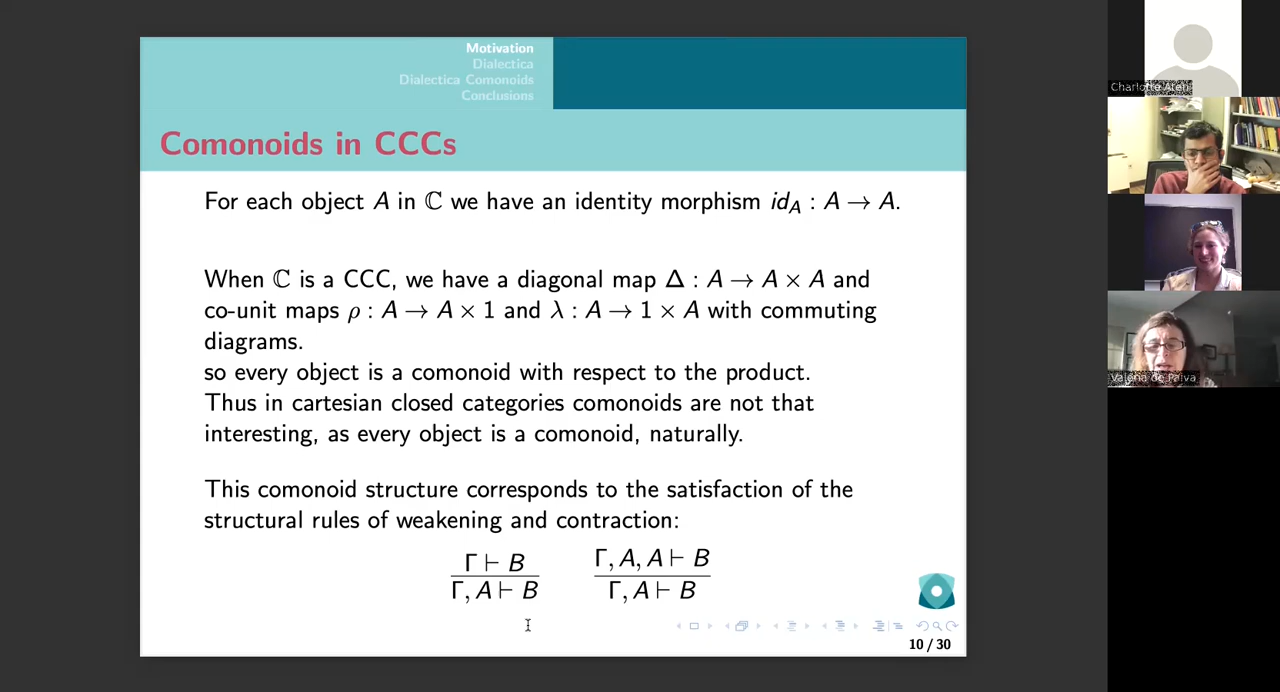 Motivation
Dialectica
Dialectica Comonoids
Conclusions
Comonoids in CCCs
For each object A in ℂ we have an identity morphism id_A : A → A.
When ℂ is a CCC, we have a diagonal map Δ : A → A × A and
co-unit maps ρ : A → A × 1 and λ : A → 1 × A with commuting
diagrams.
so every object is a comonoid with respect to the product.
Thus in cartesian closed categories comonoids are not that
interesting, as every object is a comonoid, naturally.
This comonoid structure corresponds to the satisfaction of the
structural rules of weakening and contraction:
Γ ⊢ B
Γ, A ⊢ B
Γ, A, A ⊢ B
Γ, A ⊢ B
10 / 30
Charlotte Aten
Valeria de Paiva